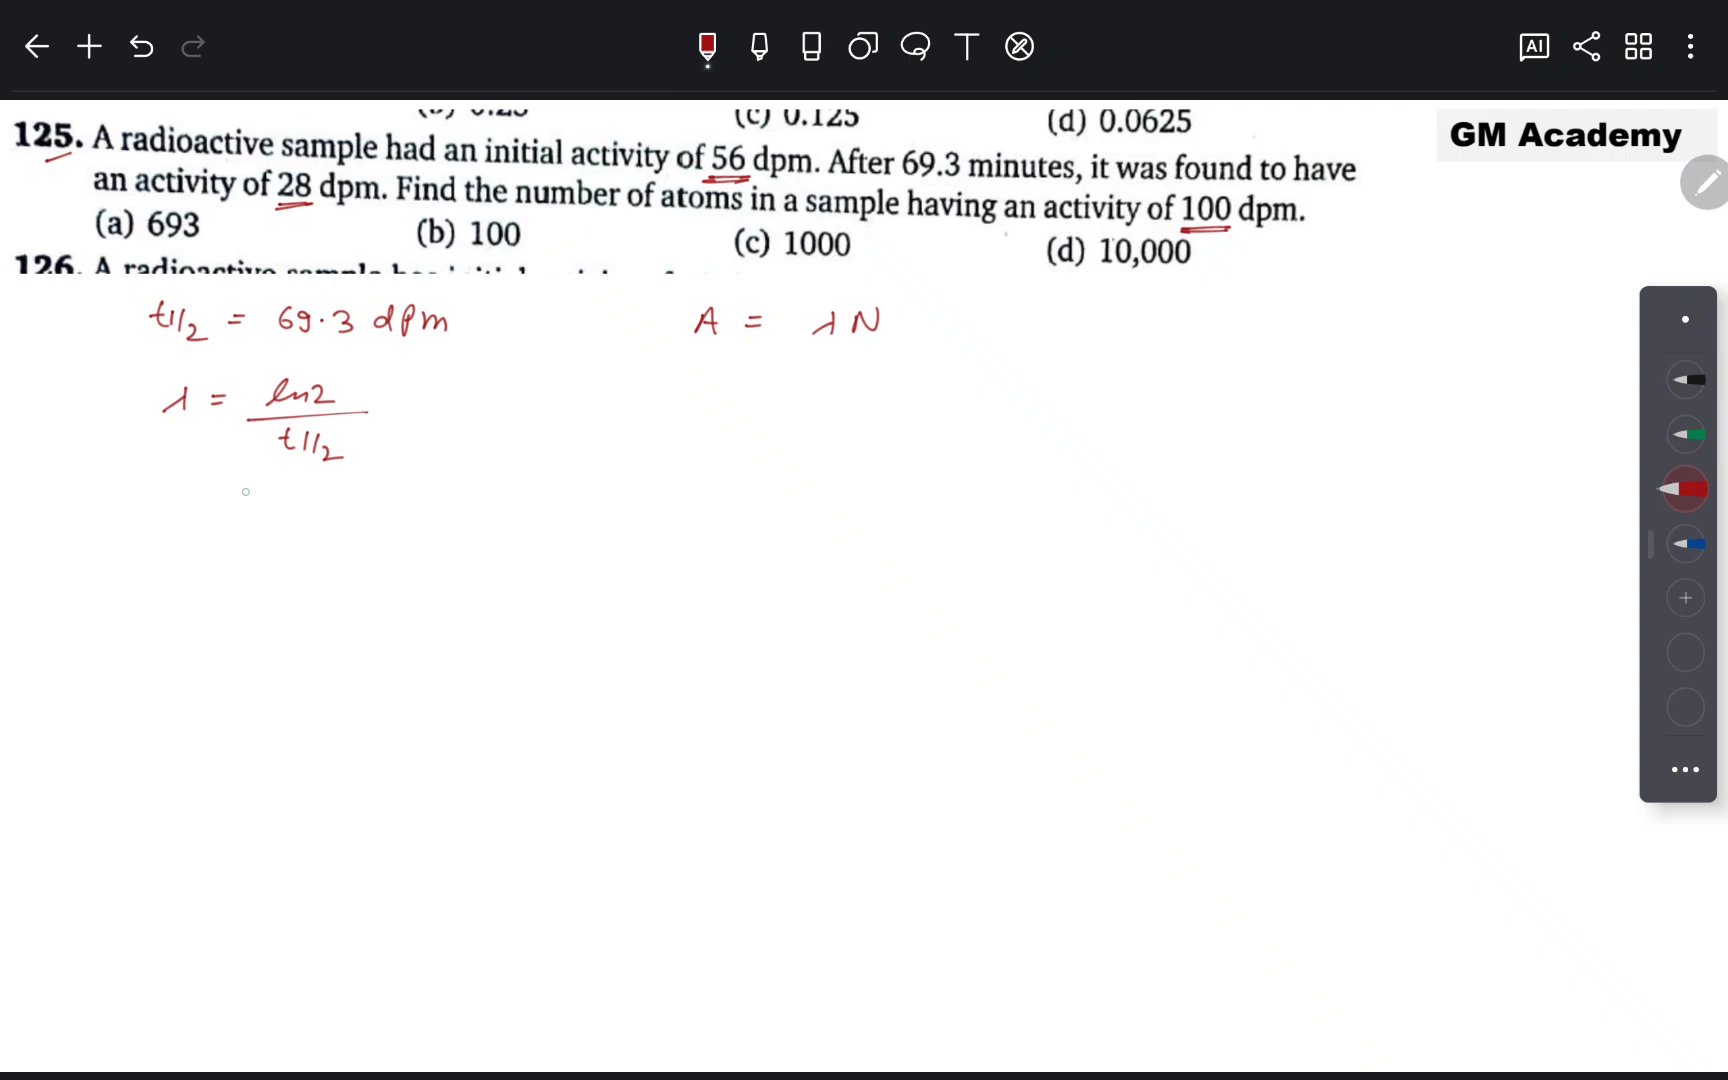 AI
(c) 0.125
(d) 0.0625
GM Academy
125. A radioactive sample had an initial activity of 56 dpm. After 69.3 minutes, it was found to have
an activity of 28 dpm. Find the number of atoms in a sample having an activity of 100 dpm.
(a) 693 (b) 100 (c) 1000 (d) 10,000
126. A radioactive
t1/2 = 69.3 dpm
A = λN
λ = ln2
t1/2